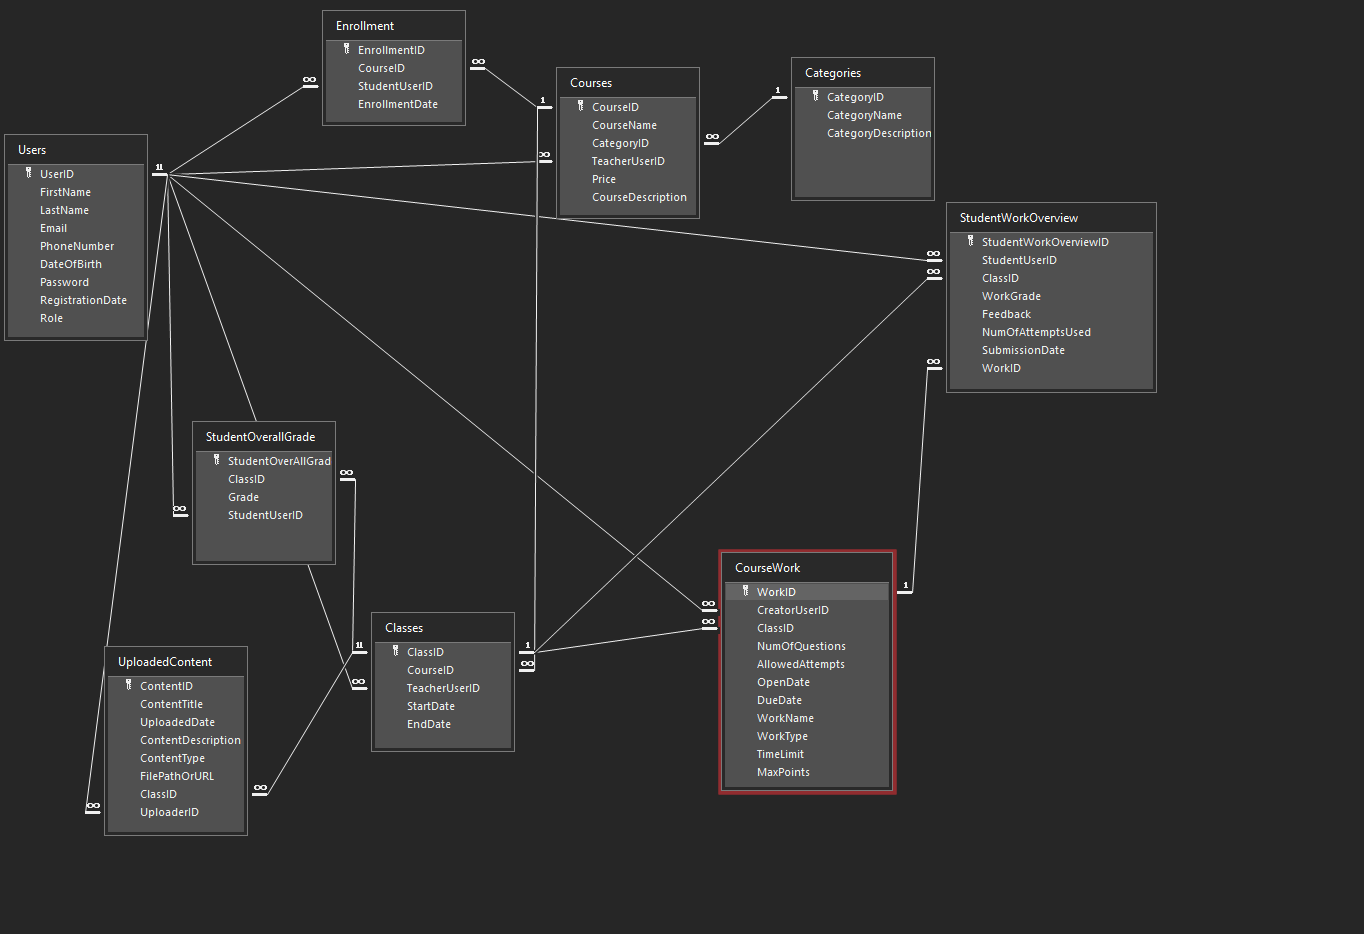 Enrollment
EnrollmentID
CourseID
StudentUserID
EnrollmentDate
∞
∞
∞
Courses
CourseID
CourseName
CategoryID
TeacherUserID
Price
CourseDescription
1
∞
∞
Categories
CategoryID
CategoryName
CategoryDescription
1
Users
UserID
FirstName
LastName
Email
PhoneNumber
DateOfBirth
Password
RegistrationDate
Role
1
StudentWorkOverview
StudentWorkOverviewID
StudentUserID
ClassID
WorkGrade
Feedback
NumOfAttemptsUsed
SubmissionDate
WorkID
∞
∞
∞
StudentOverallGrade
StudentOverAllGrad
ClassID
Grade
StudentUserID
∞
∞
CourseWork
WorkID
CreatorUserID
ClassID
NumOfQuestions
AllowedAttempts
OpenDate
DueDate
WorkName
WorkType
TimeLimit
MaxPoints
∞
∞
1
Classes
ClassID
CourseID
TeacherUserID
StartDate
EndDate
1
∞
1
∞
UploadedContent
ContentID
ContentTitle
UploadedDate
ContentDescription
ContentType
FilePathOrURL
ClassID
UploaderID
∞
∞